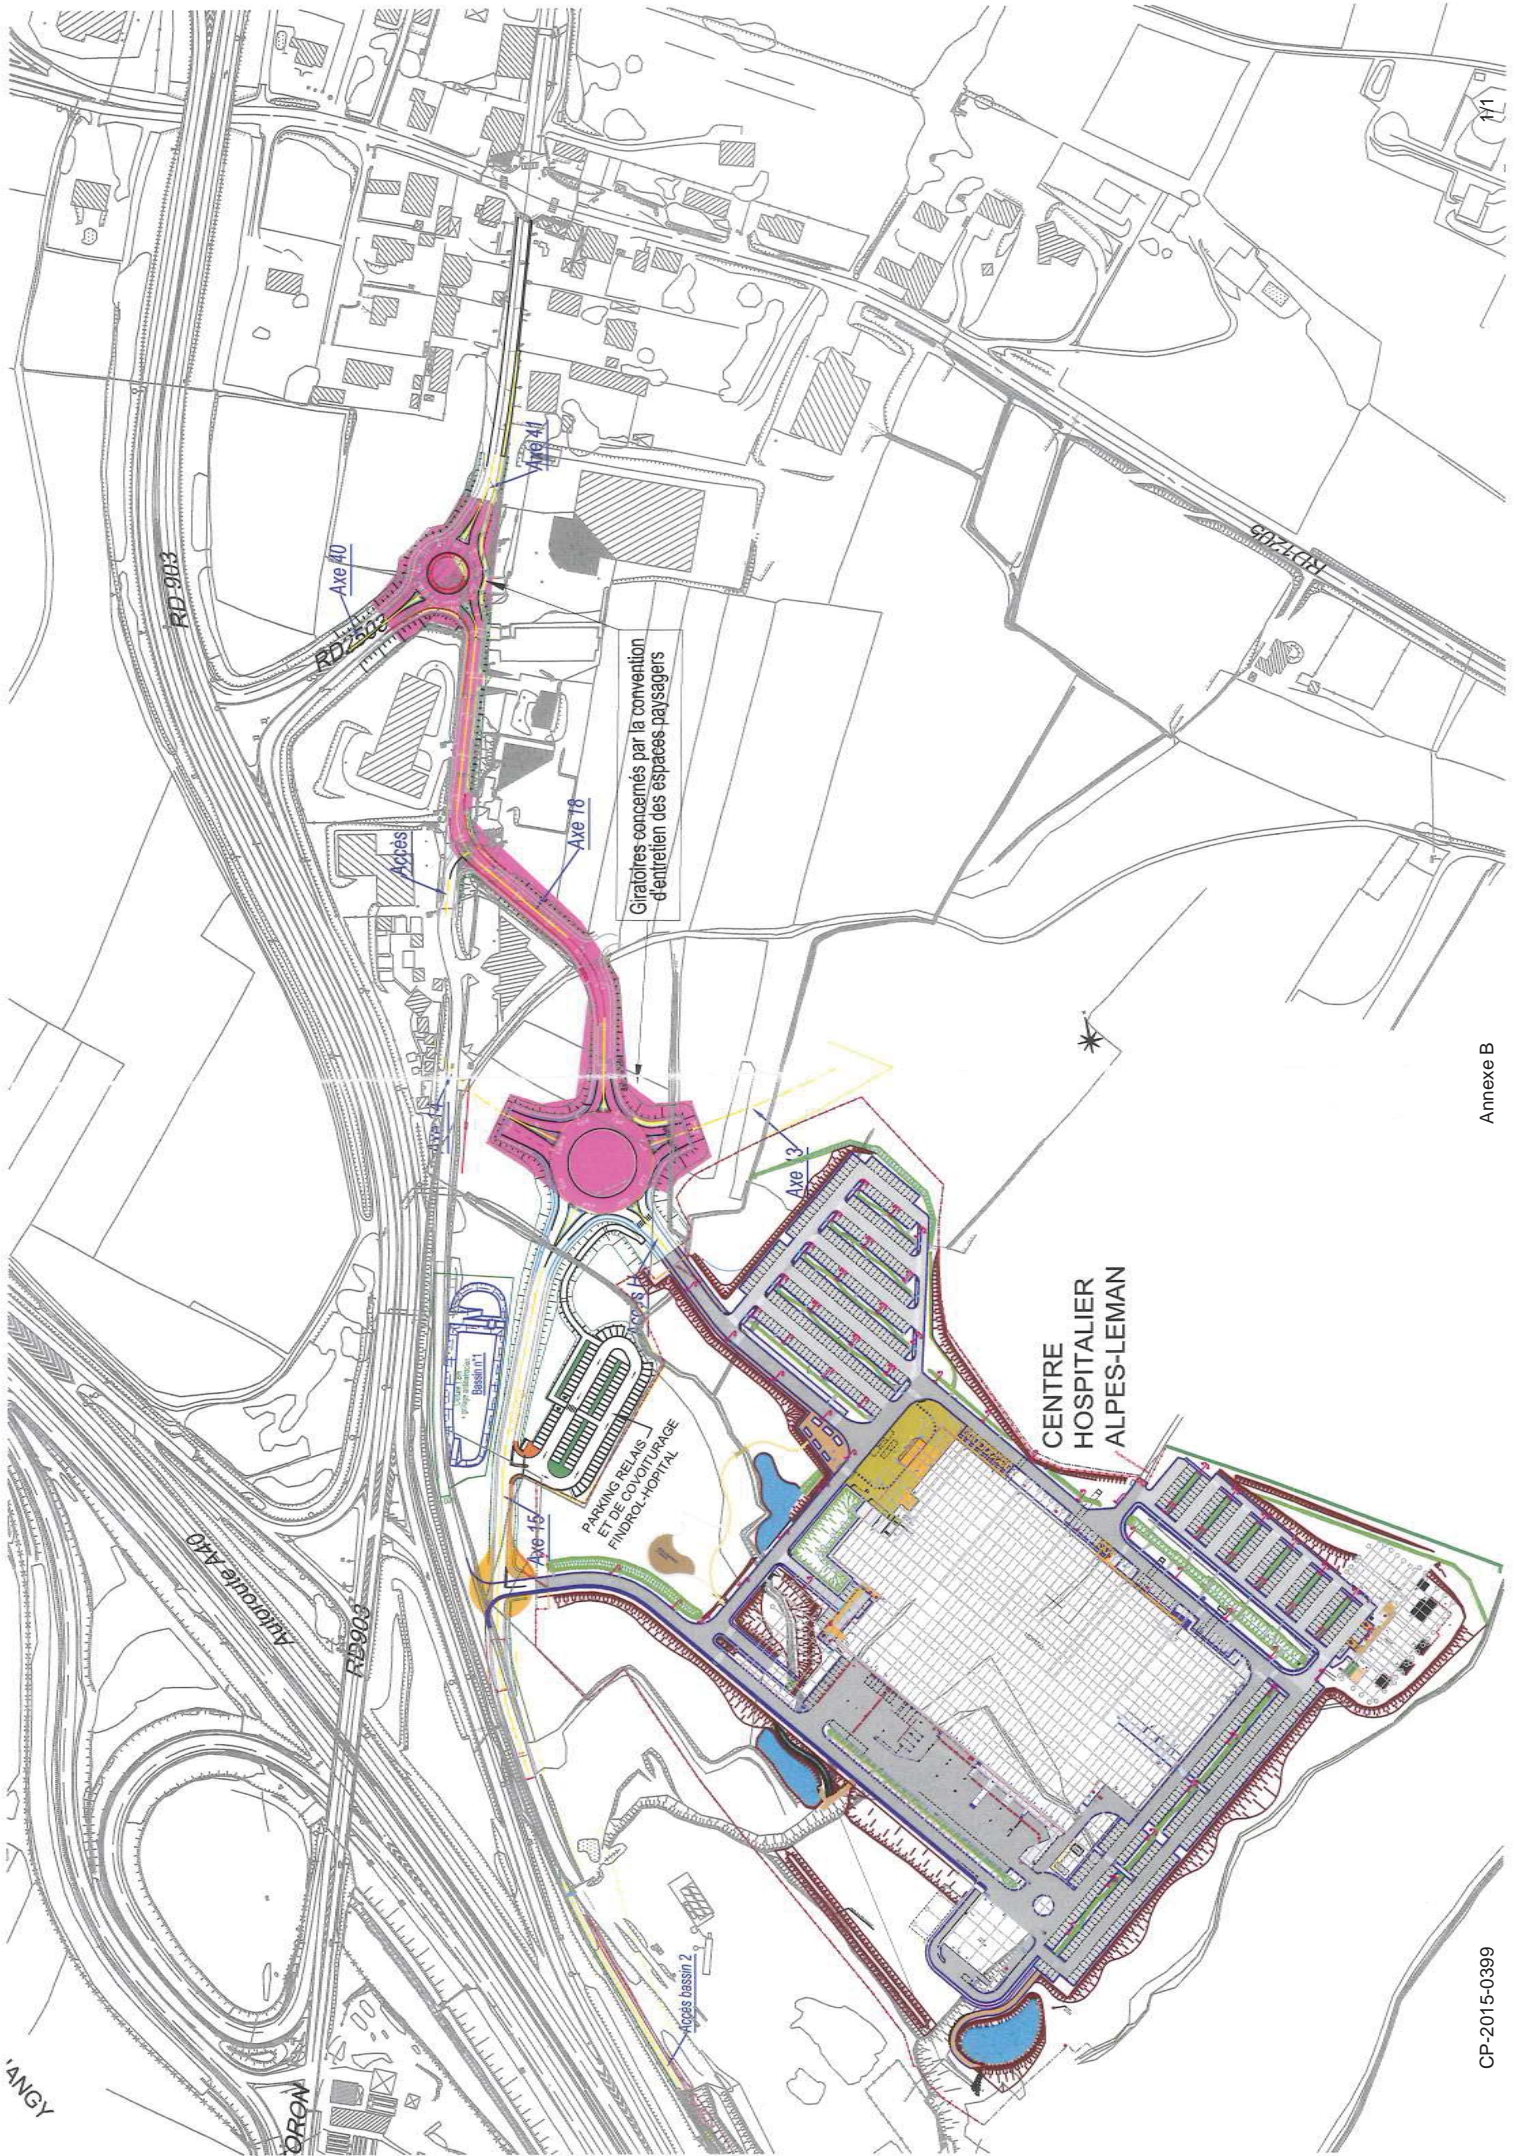 'ANGY
ORON
Autoroute A40
RD903
RD 903
RD2503
RD1205
Axe 40
Axe 41
Axe 18
Accès
Axe 13
Axe 15
Bassin n°1
Accès bassin 2
Giratoires concernés par la convention
d'entretien des espaces paysagers
PARKING RELAIS
ET DE COVOITURAGE
FINDROL-HOPITAL
CENTRE
HOSPITALIER
ALPES-LEMAN
CP-2015-0399
Annexe B
1/1